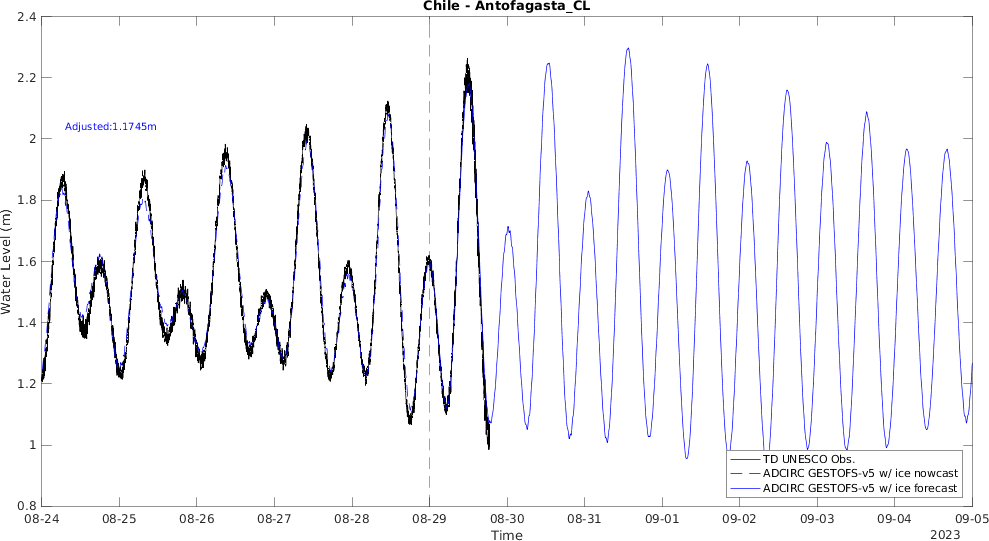 Chile - Antofagasta_CL
2.4
2.2
2
1.8
1.6
1.4
1.2
1
0.8
Water Level (m)
Adjusted:1.1745m
TD UNESCO Obs.
ADCIRC GESTOFS-v5 w/ ice nowcast
ADCIRC GESTOFS-v5 w/ ice forecast
08-24 08-25 08-26 08-27 08-28 08-29 08-30 08-31 09-01 09-02 09-03 09-04 09-05
Time
2023